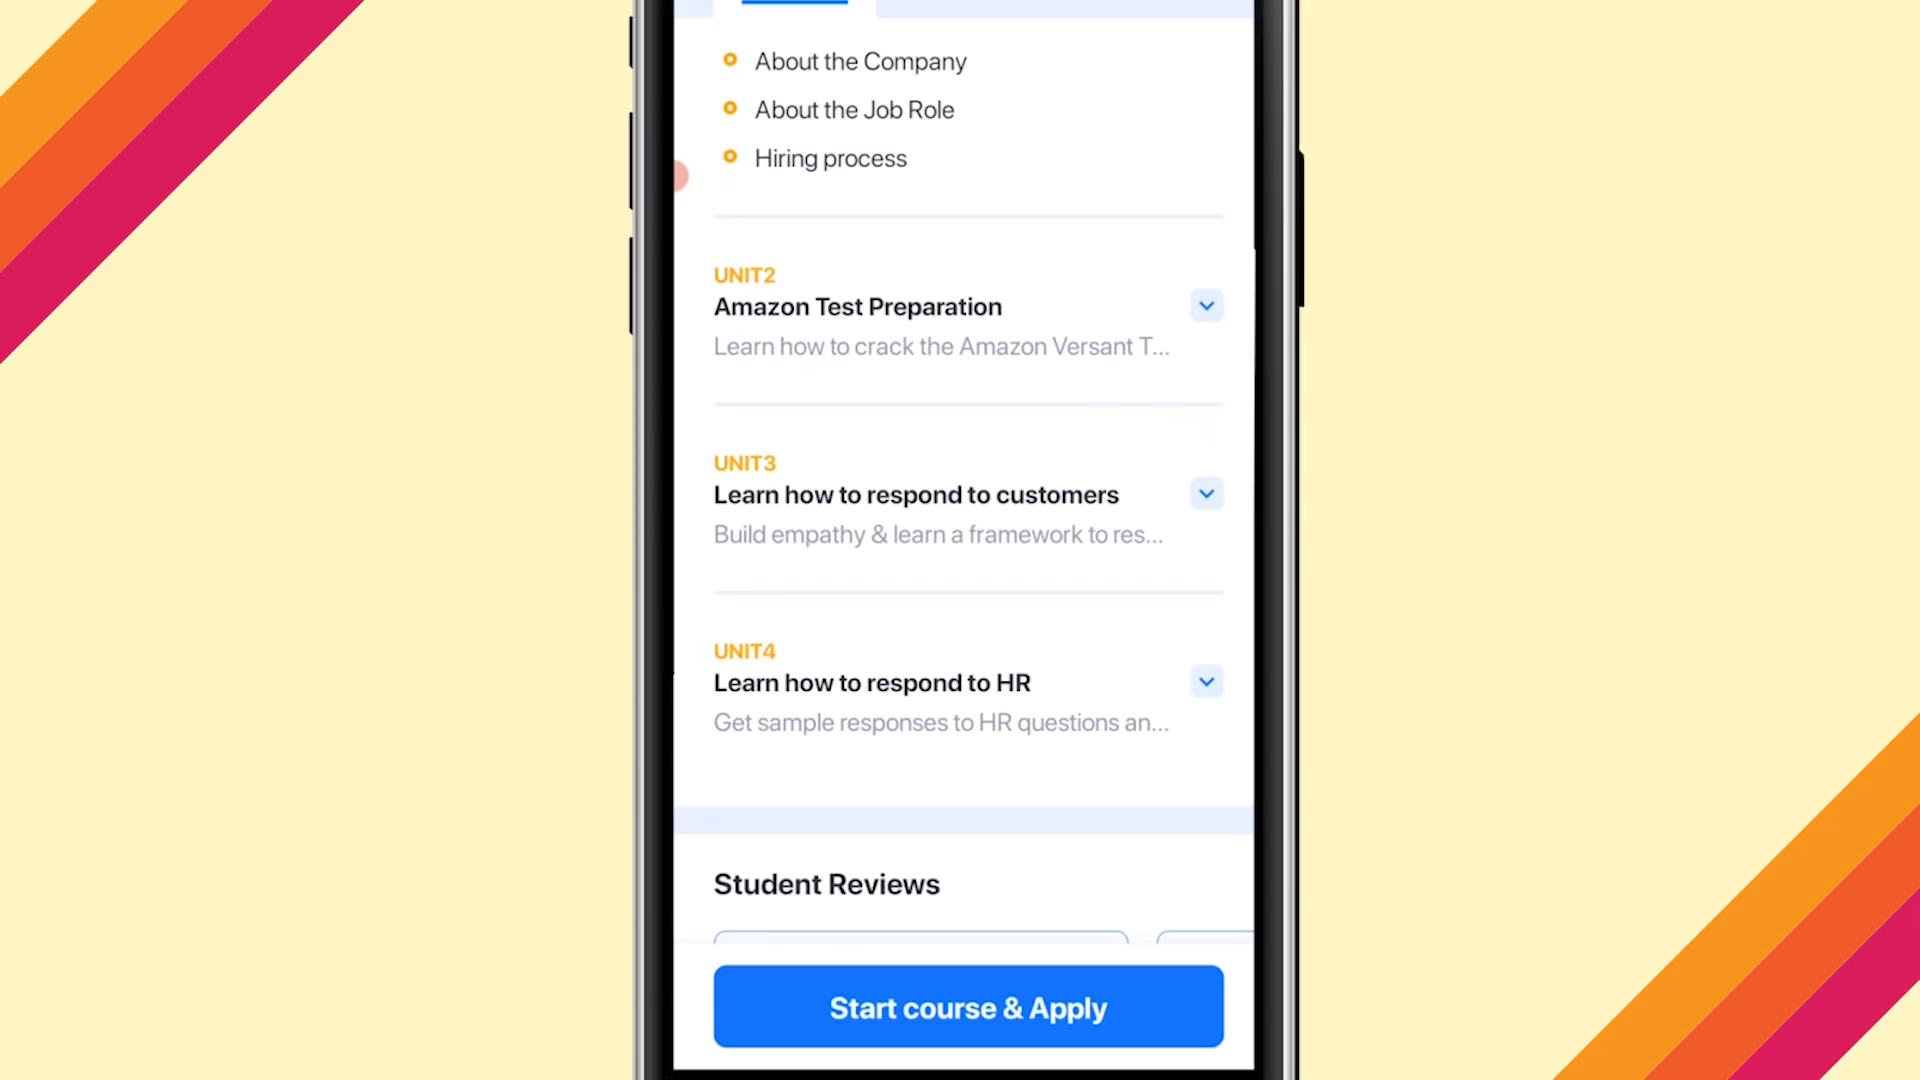 About the Company
About the Job Role
Hiring process
UNIT2
Amazon Test Preparation
Learn how to crack the Amazon Versant T...
UNIT3
Learn how to respond to customers
Build empathy & learn a framework to res...
UNIT4
Learn how to respond to HR
Get sample responses to HR questions an...
Student Reviews
Start course & Apply